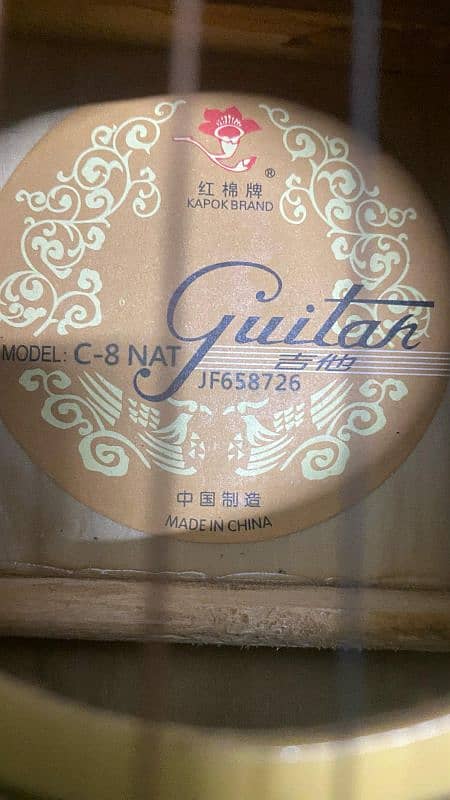 ®
红棉牌
KAPOK BRAND
Guitar
吉他
MODEL: C-8 NAT
JF658726
中国制造
MADE IN CHINA